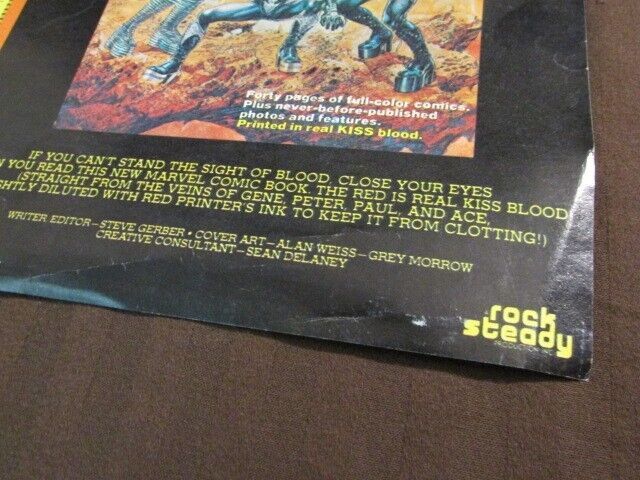 Forty pages of full-color comics.
Plus never-before-published
photos and features.
Printed in real KISS blood.
IF YOU CAN'T STAND THE SIGHT OF BLOOD, CLOSE YOUR EYES
YOU READ THIS NEW MARVEL COMIC BOOK. THE RED IS REAL KISS BLOOD
(STRAIGHT FROM THE VEINS OF GENE, PETER, PAUL, AND ACE,
GHTLY DILUTED WITH RED PRINTER'S INK TO KEEP IT FROM CLOTTING!)
WRITER EDITOR—STEVE GERBER • COVER ART—ALAN WEISS—GREY MORROW
CREATIVE CONSULTANT—SEAN DELANEY
rock
steady
PRODUCTION INC.